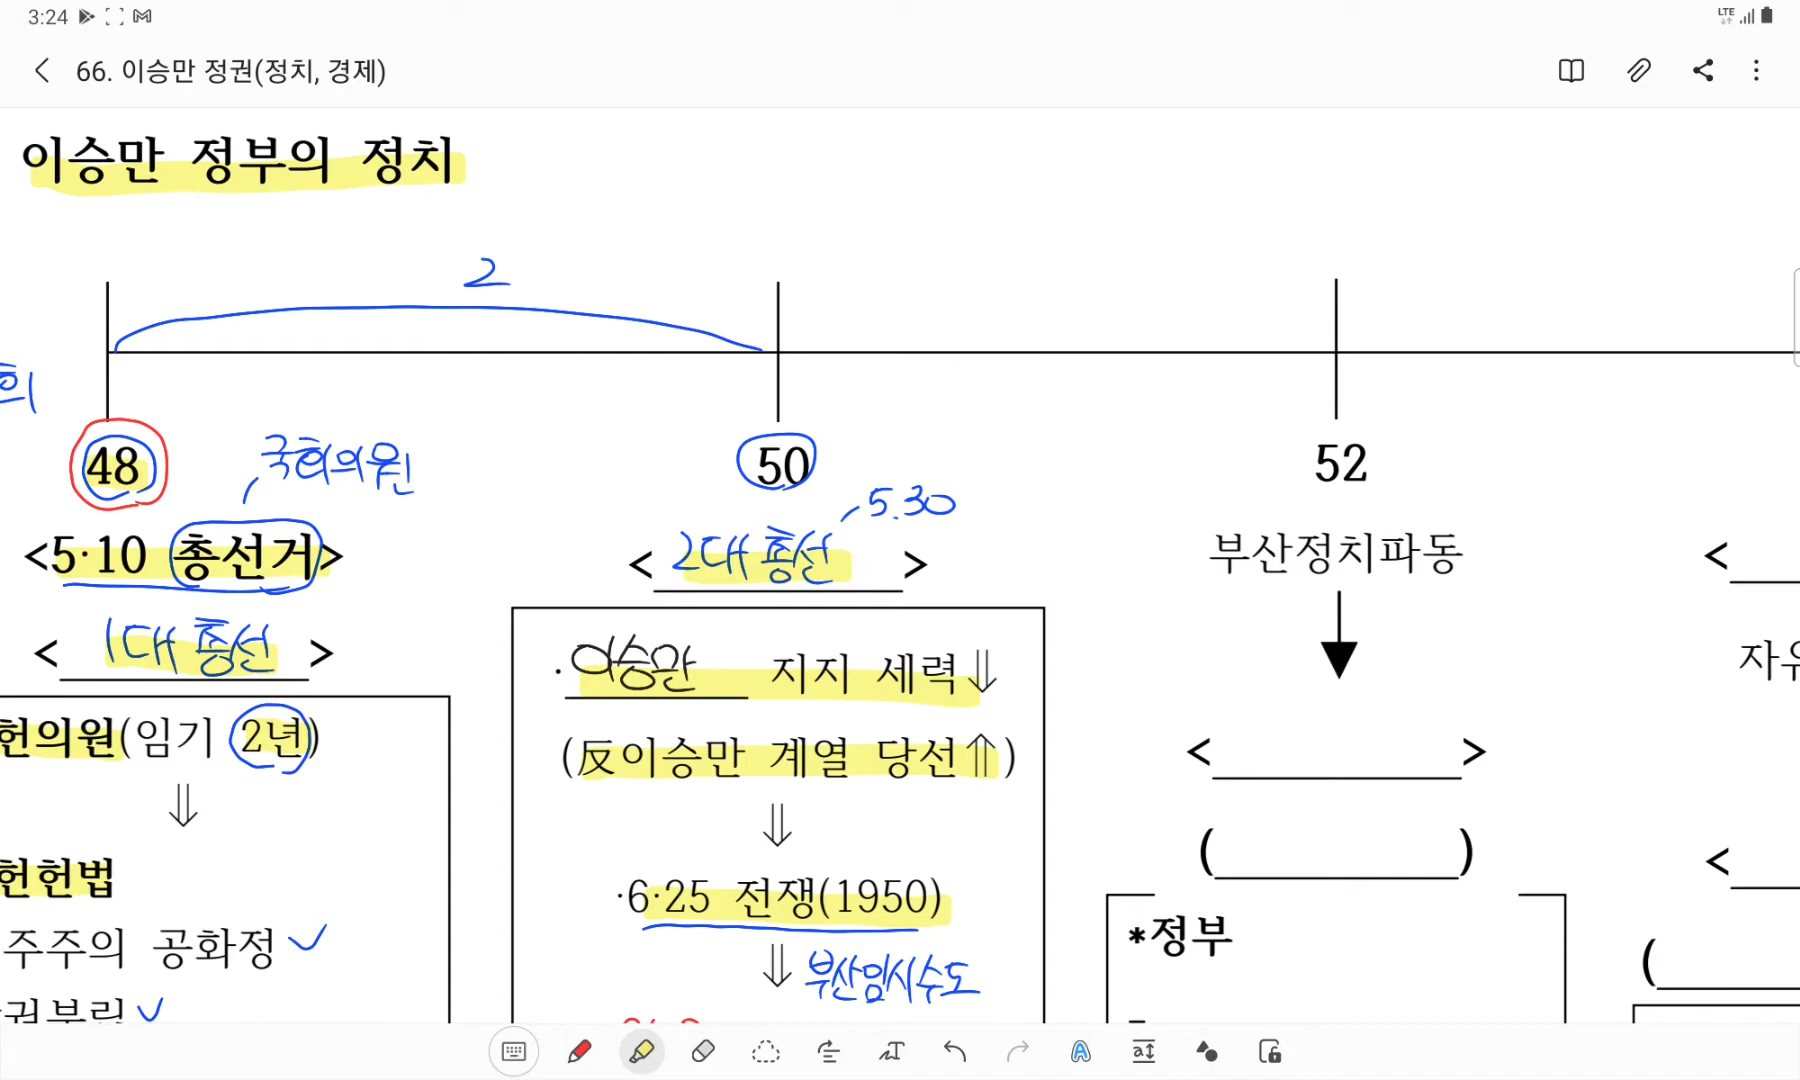 3:24
LTE
66. 이승만 정권(정치, 경제)
이승만 정부의 정치
2
48
국회의원
<5·10 총선거>
<1대 총선>
헌의원(임기 2년)
⇓
헌헌법
주주의 공화정 ✓
권분립 ✓
50
5.30
<2대 총선>
·이승만 지지 세력⇓
(反이승만 계열 당선⇑)
⇓
·6·25 전쟁(1950)
⇓ 부산임시수도
52
부산정치파동
< >
( )
*정부
<
자유
<
(